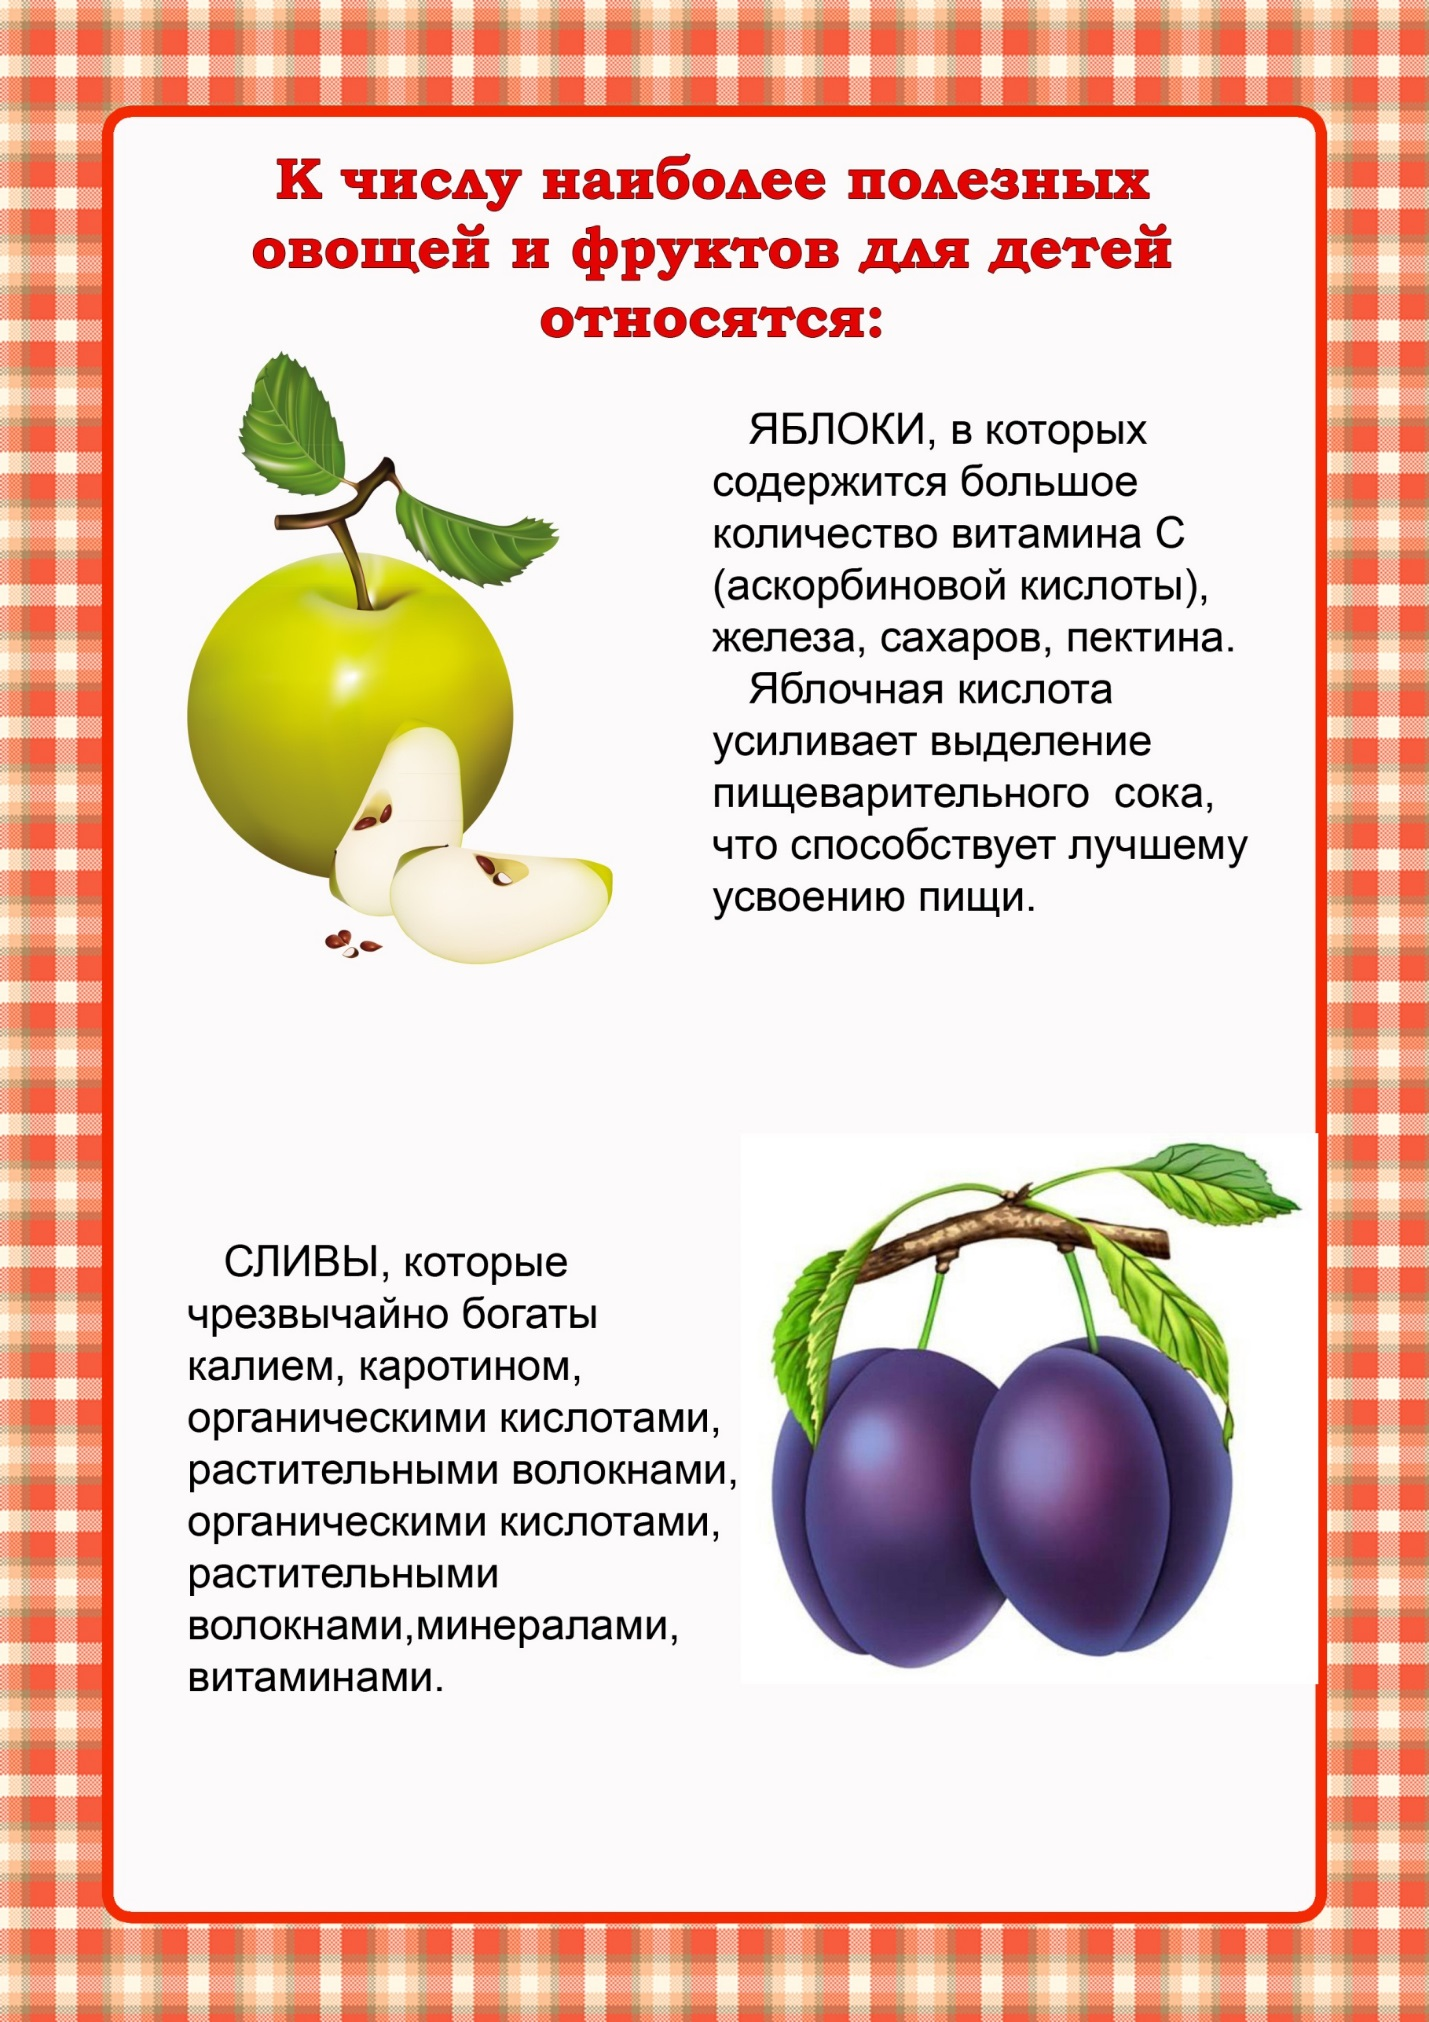 К числу наиболее полезных
овощей и фруктов для детей
относятся:
ЯБЛОКИ, в которых
содержится большое
количество витамина С
(аскорбиновой кислоты),
железа, сахаров, пектина.
Яблочная кислота
усиливает выделение
пищеварительного  сока,
что способствует лучшему
усвоению пищи.
СЛИВЫ, которые
чрезвычайно богаты
калием, каротином,
органическими кислотами,
растительными волокнами,
органическими кислотами,
растительными
волокнами,минералами,
витаминами.